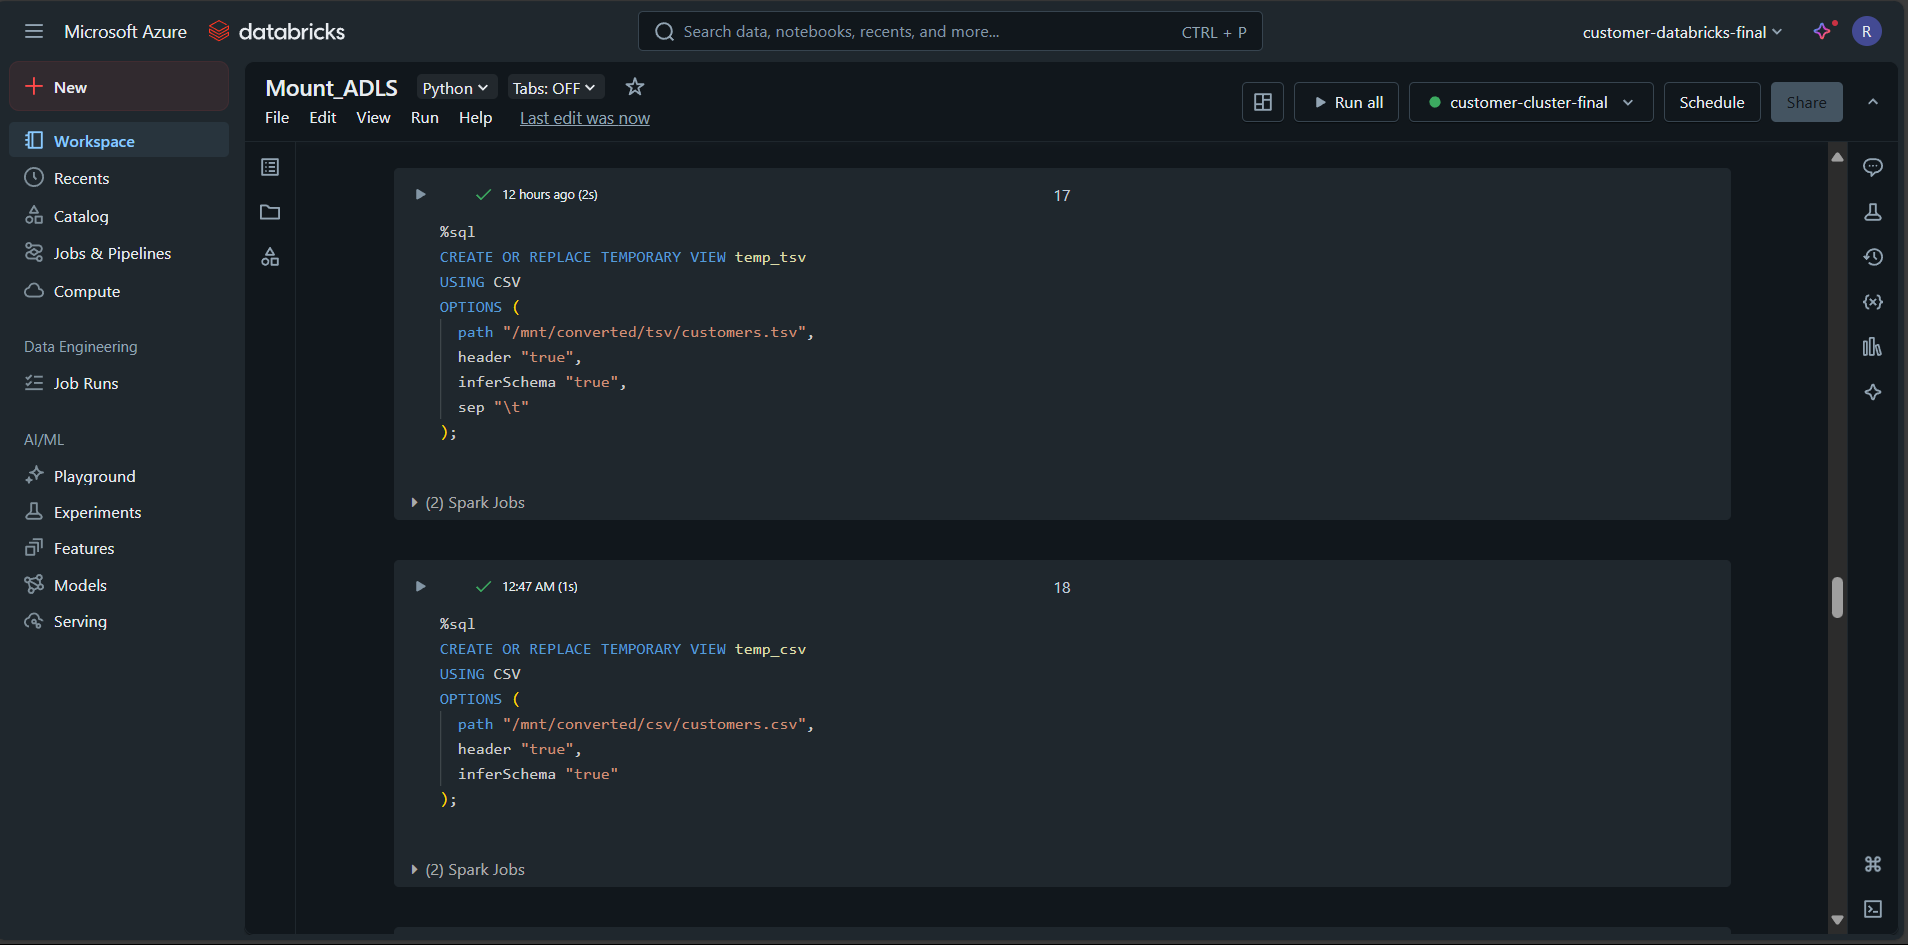 Microsoft Azure databricks
Search data, notebooks, recents, and more... CTRL + P
customer-databricks-final
R
New
Workspace
Recents
Catalog
Jobs & Pipelines
Compute
Data Engineering
Job Runs
AI/ML
Playground
Experiments
Features
Models
Serving
Mount_ADLS Python Tabs: OFF
File Edit View Run Help Last edit was now
Run all customer-cluster-final Schedule Share
12 hours ago (2s) 17
%sql
CREATE OR REPLACE TEMPORARY VIEW temp_tsv
USING CSV
OPTIONS (
path "/mnt/converted/tsv/customers.tsv",
header "true",
inferSchema "true",
sep "\t"
);
(2) Spark Jobs
12:47 AM (1s) 18
%sql
CREATE OR REPLACE TEMPORARY VIEW temp_csv
USING CSV
OPTIONS (
path "/mnt/converted/csv/customers.csv",
header "true",
inferSchema "true"
);
(2) Spark Jobs